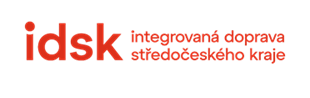 idsk
integrovaná doprava
středočeského kraje